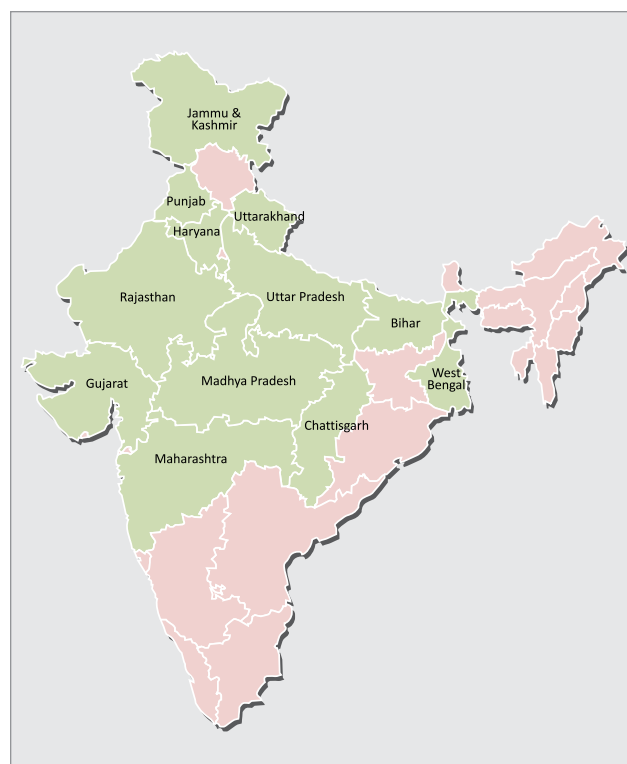 Jammu &
Kashmir
Punjab
Uttarakhand
Haryana
Rajasthan
Uttar Pradesh
Bihar
Gujarat
Madhya Pradesh
West
Bengal
Chattisgarh
Maharashtra